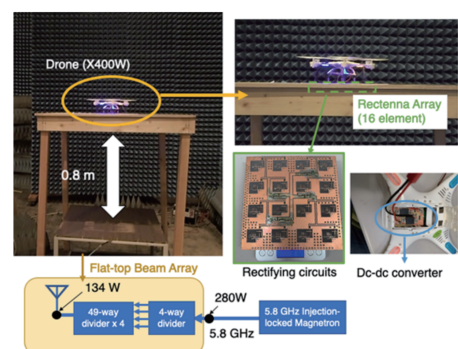 Drone (X400W)
Rectenna Array
(16 element)
0.8 m
Rectifying circuits
Dc-dc converter
Flat-top Beam Array
134 W
280W
49-way
divider x 4
4-way
divider
5.8 GHz
5.8 GHz Injection-
locked Magnetron